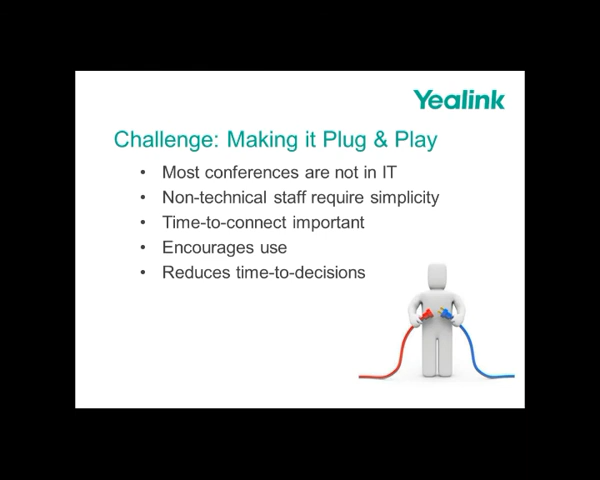 Yealink
Challenge: Making it Plug & Play
• Most conferences are not in IT
• Non-technical staff require simplicity
• Time-to-connect important
• Encourages use
• Reduces time-to-decisions